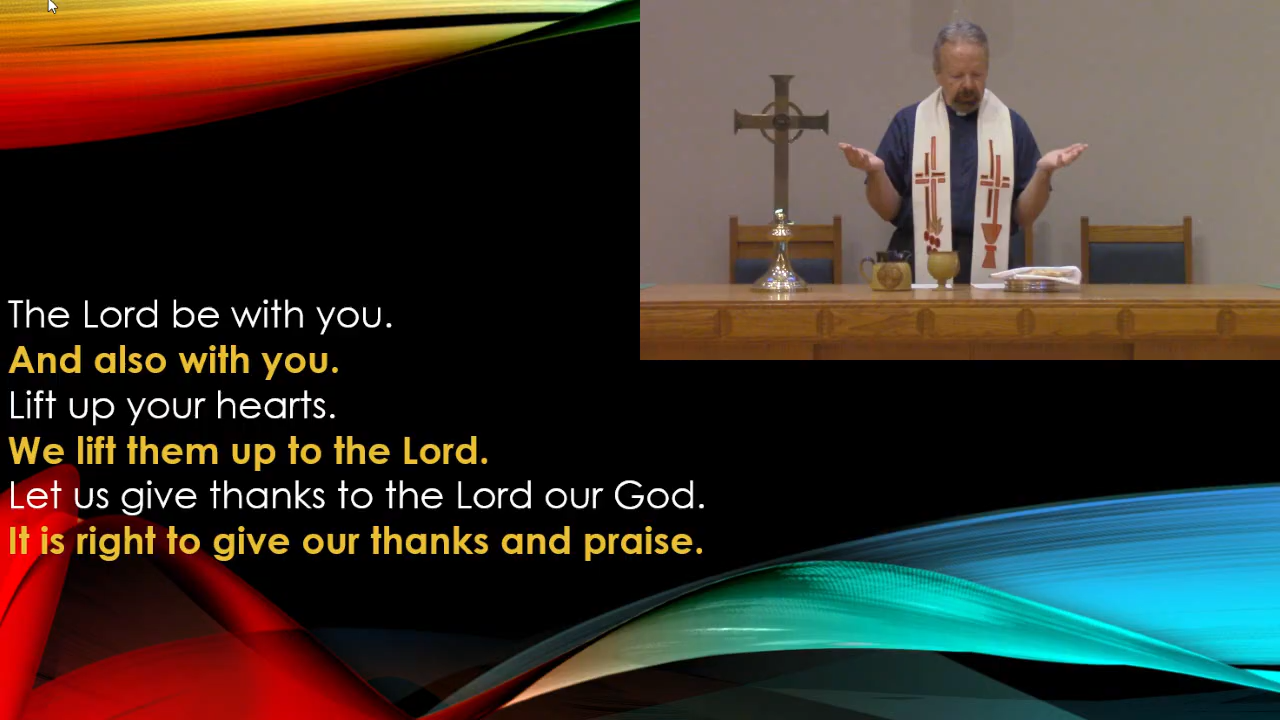 The Lord be with you.
And also with you.
Lift up your hearts.
We lift them up to the Lord.
Let us give thanks to the Lord our God.
It is right to give our thanks and praise.